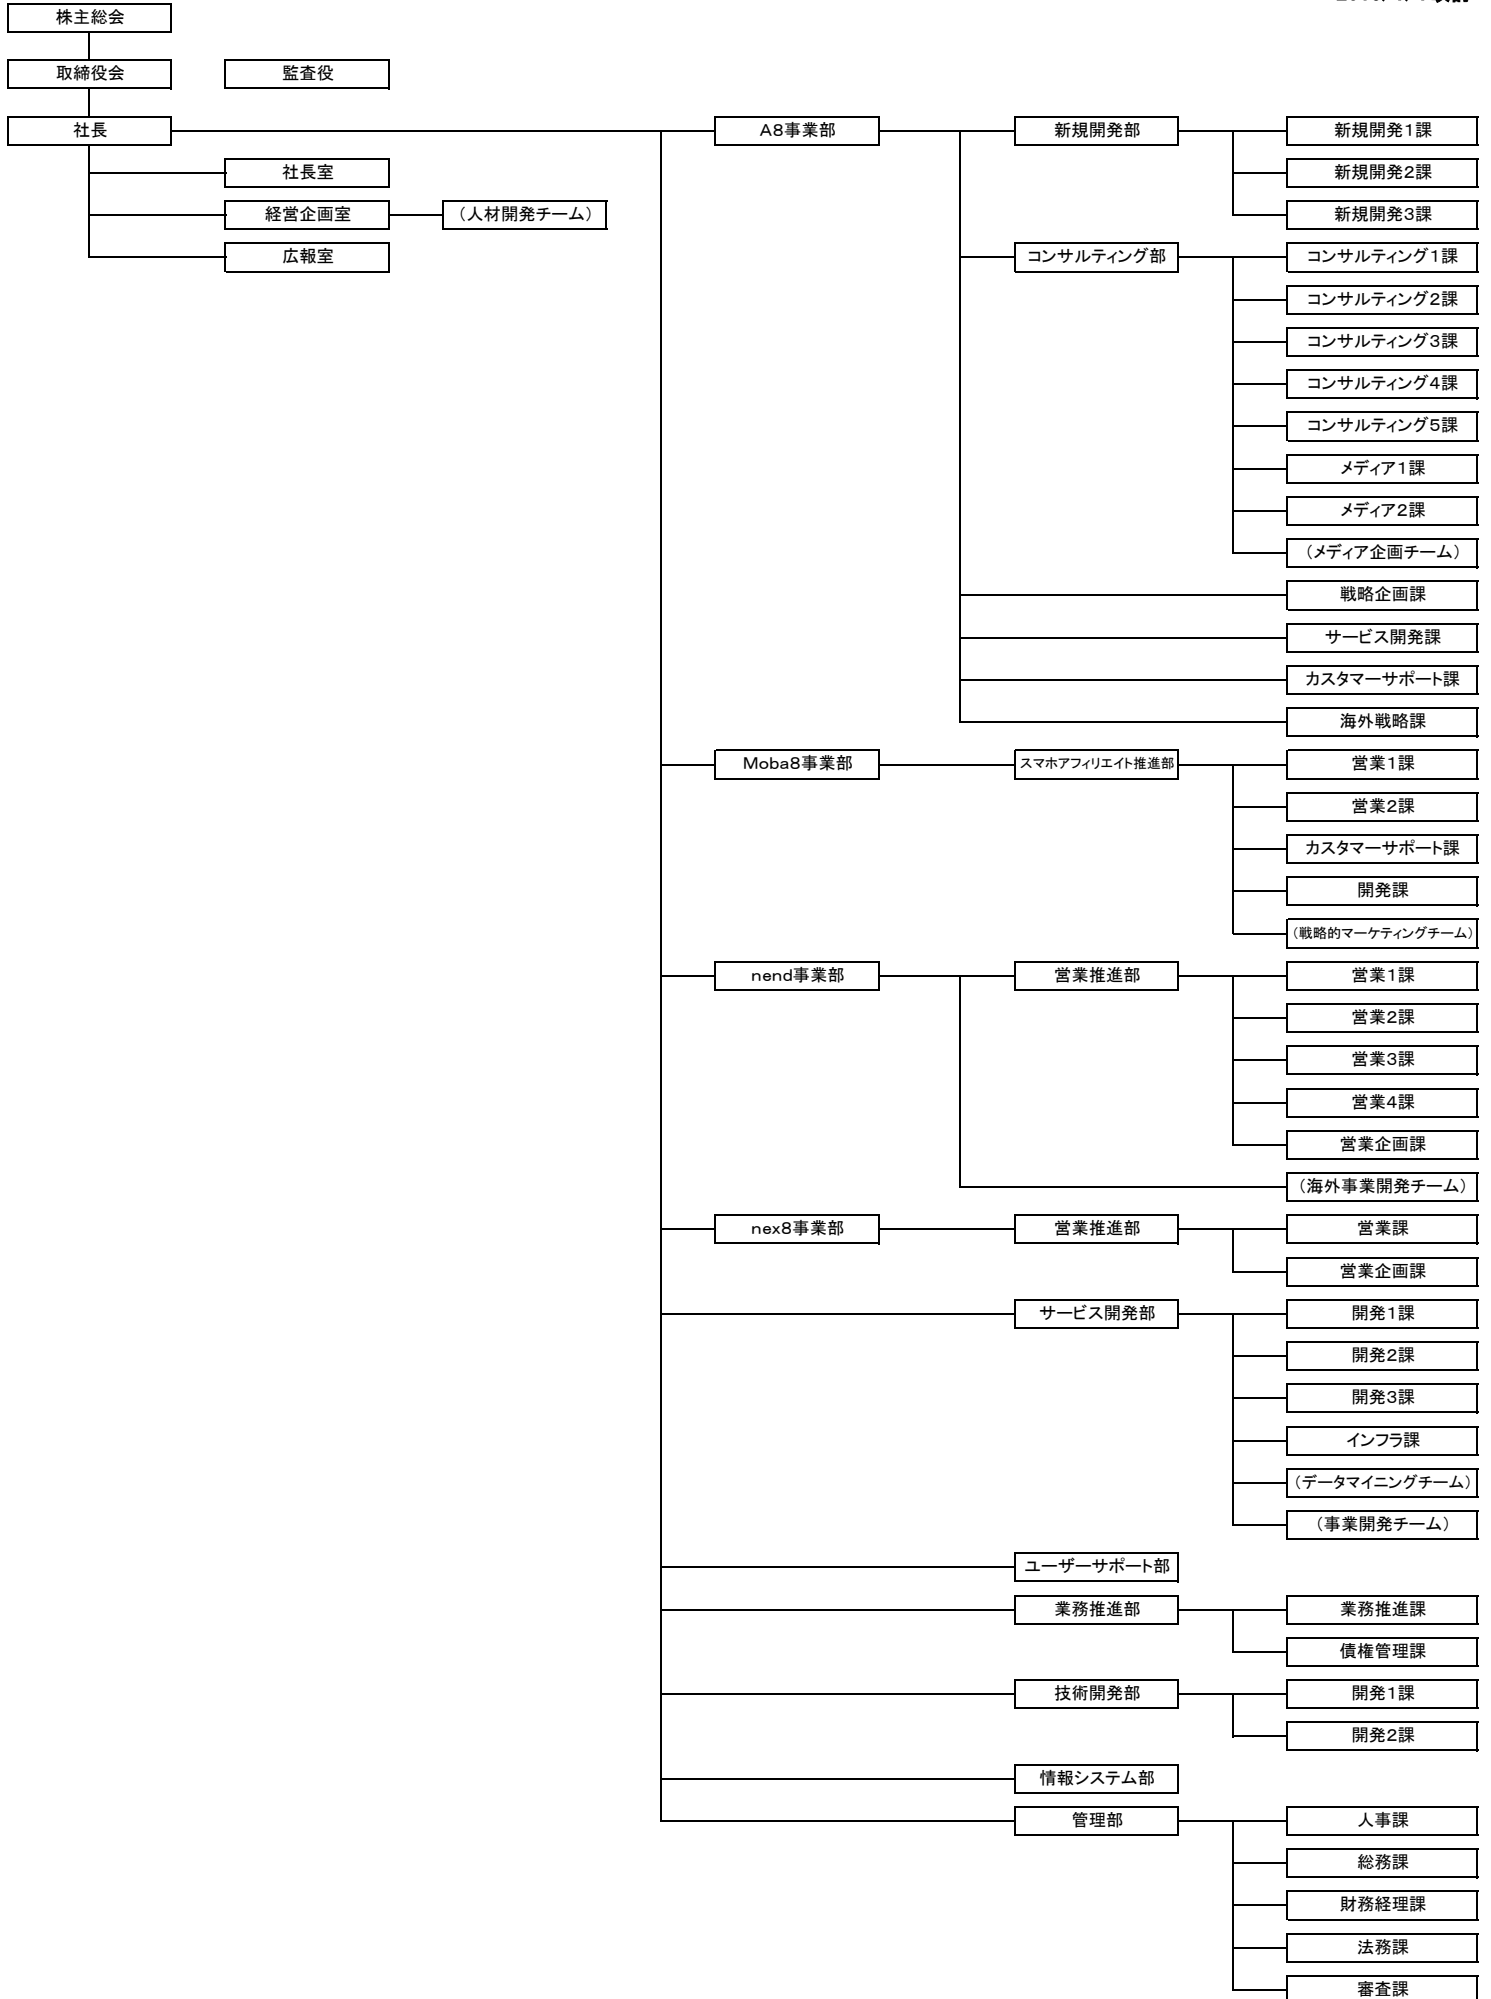 株主総会
取締役会
監査役
社長
社長室
経営企画室
（人材開発チーム）
広報室
A8事業部
新規開発部
新規開発1課
新規開発2課
新規開発3課
コンサルティング部
コンサルティング1課
コンサルティング2課
コンサルティング3課
コンサルティング4課
コンサルティング5課
メディア1課
メディア2課
（メディア企画チーム）
戦略企画課
サービス開発課
カスタマーサポート課
海外戦略課
Moba8事業部
スマホアフィリエイト推進部
営業1課
営業2課
カスタマーサポート課
開発課
（戦略的マーケティングチーム）
nend事業部
営業推進部
営業1課
営業2課
営業3課
営業4課
営業企画課
（海外事業開発チーム）
nex8事業部
営業推進部
営業課
営業企画課
サービス開発部
開発1課
開発2課
開発3課
インフラ課
（データマイニングチーム）
（事業開発チーム）
ユーザーサポート部
業務推進部
業務推進課
債権管理課
技術開発部
開発1課
開発2課
情報システム部
管理部
人事課
総務課
財務経理課
法務課
審査課